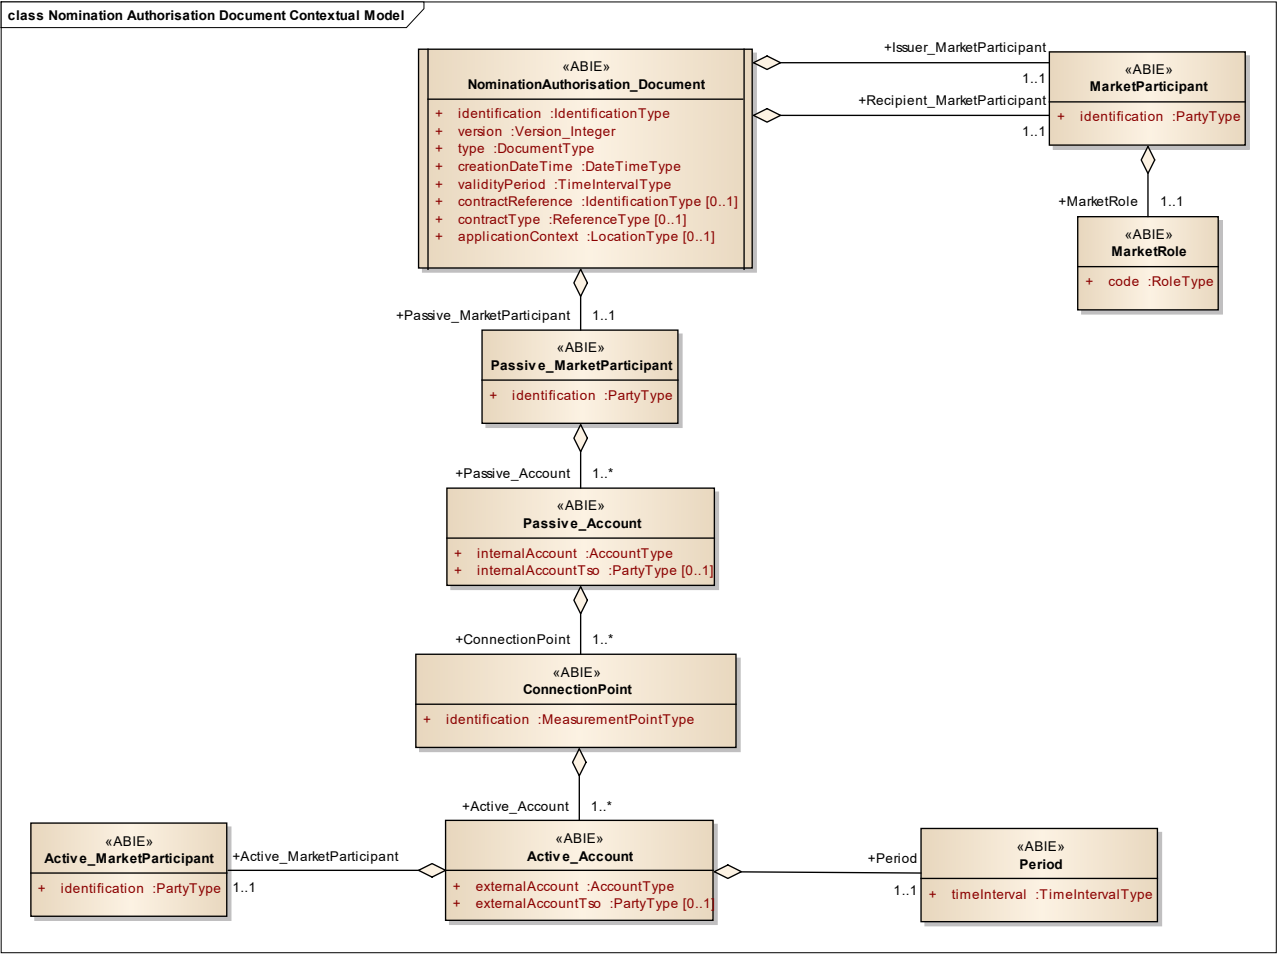 class Nomination Authorisation Document Contextual Model
«ABIE»
NominationAuthorisation_Document
+ identification :IdentificationType
+ version :Version_Integer
+ type :DocumentType
+ creationDateTime :DateTimeType
+ validityPeriod :TimeIntervalType
+ contractReference :IdentificationType [0..1]
+ contractType :ReferenceType [0..1]
+ applicationContext :LocationType [0..1]
+Issuer_MarketParticipant
1..1
+Recipient_MarketParticipant
1..1
«ABIE»
MarketParticipant
+ identification :PartyType
+MarketRole 1..1
«ABIE»
MarketRole
+ code :RoleType
+Passive_MarketParticipant 1..1
«ABIE»
Passive_MarketParticipant
+ identification :PartyType
+Passive_Account 1..*
«ABIE»
Passive_Account
+ internalAccount :AccountType
+ internalAccountTso :PartyType [0..1]
+ConnectionPoint 1..*
«ABIE»
ConnectionPoint
+ identification :MeasurementPointType
+Active_Account 1..*
«ABIE»
Active_MarketParticipant
+ identification :PartyType
+Active_MarketParticipant
1..1
«ABIE»
Active_Account
+ externalAccount :AccountType
+ externalAccountTso :PartyType [0..1]
+Period
1..1
«ABIE»
Period
+ timeInterval :TimeIntervalType